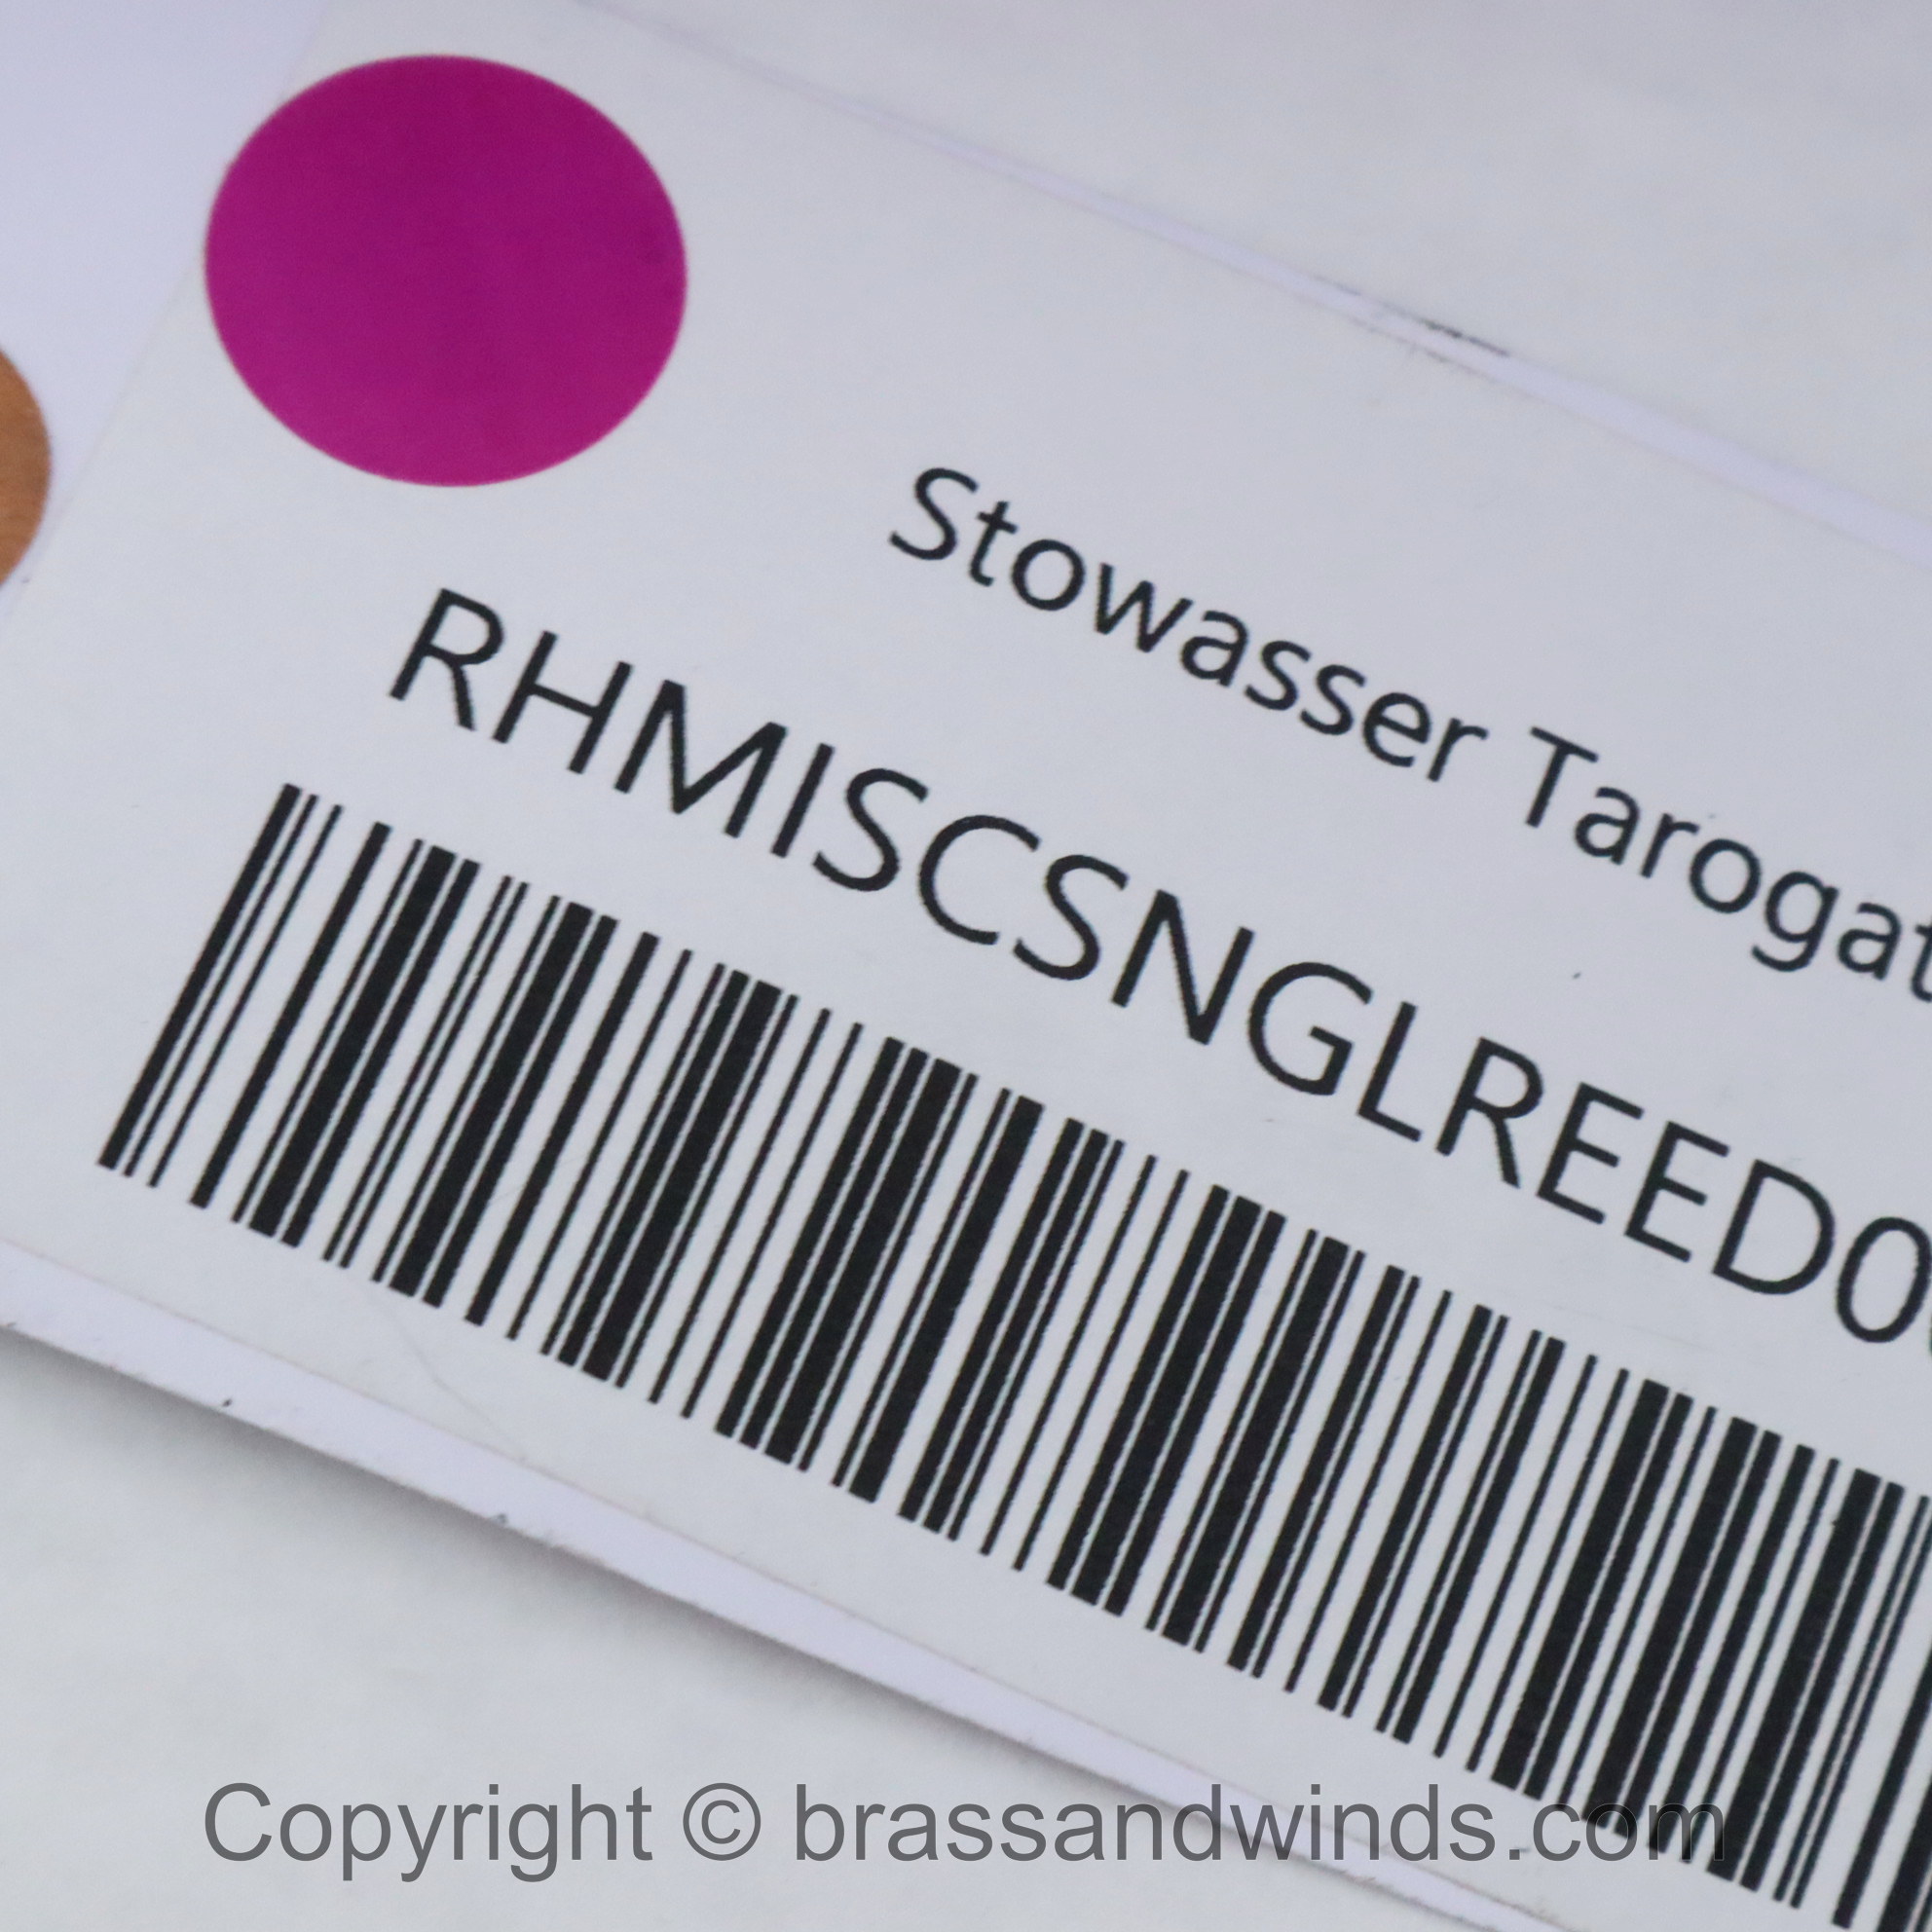 Stowasser Tarogat
RHMISCSNGLREED0
Copyright © brassandwinds.com